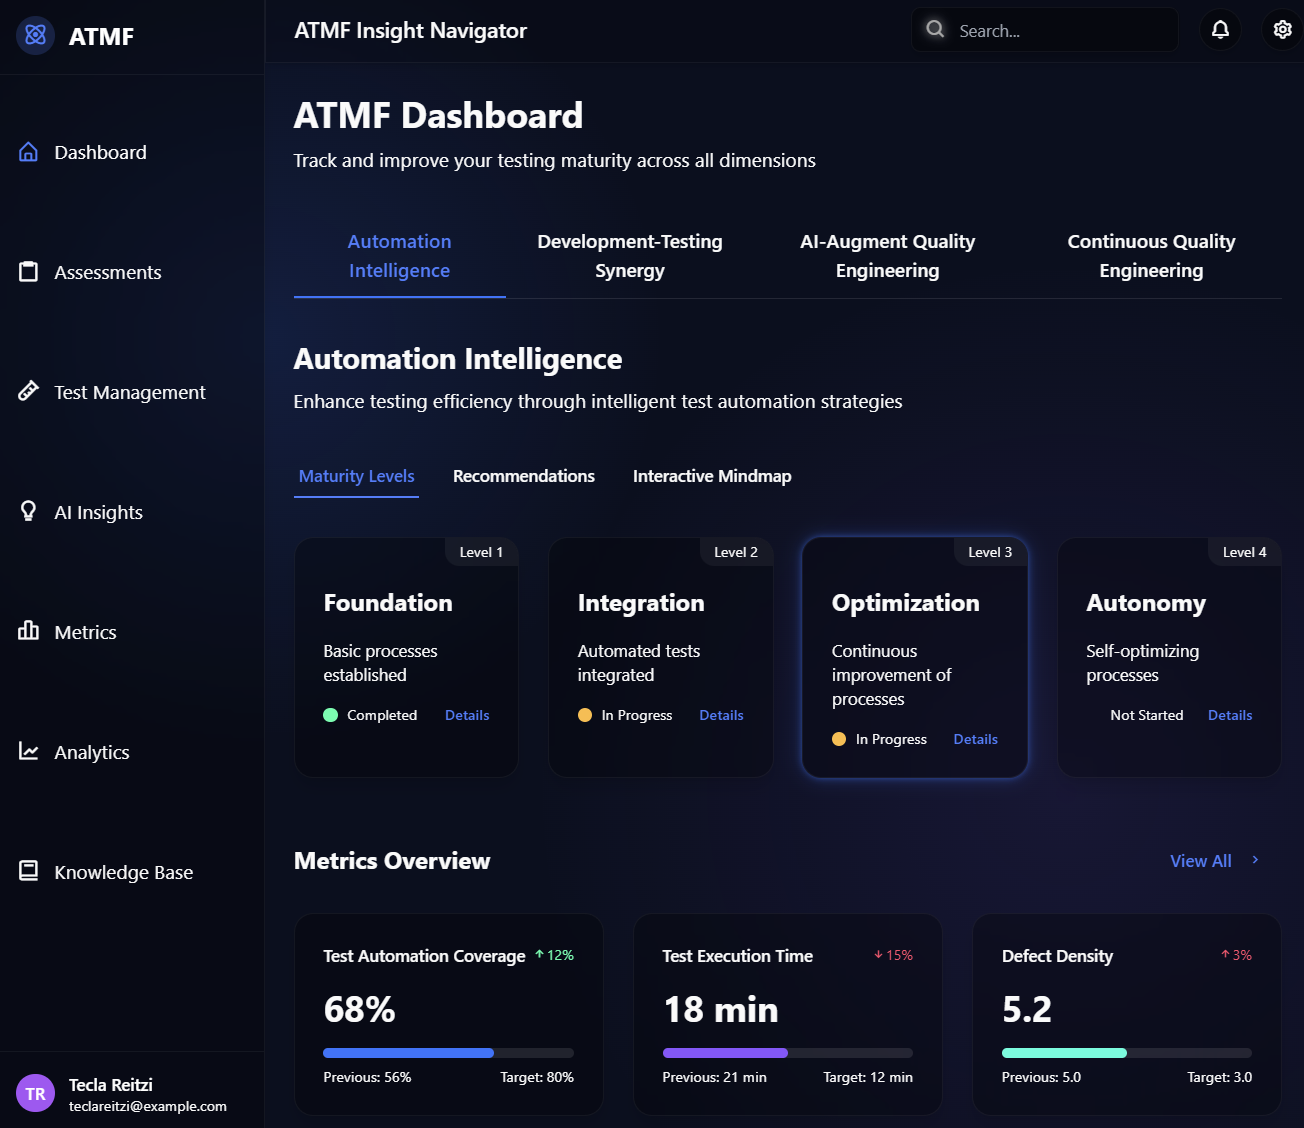 ATMF
ATMF Insight Navigator
Search...
Dashboard
Assessments
Test Management
AI Insights
Metrics
Analytics
Knowledge Base
TR
Tecla Reitzi
teclareitzi@example.com
ATMF Dashboard
Track and improve your testing maturity across all dimensions
Automation
Intelligence
Development-Testing
Synergy
AI-Augment Quality
Engineering
Continuous Quality
Engineering
Automation Intelligence
Enhance testing efficiency through intelligent test automation strategies
Maturity Levels
Recommendations
Interactive Mindmap
Level 1
Foundation
Basic processes
established
Completed
Details
Level 2
Integration
Automated tests
integrated
In Progress
Details
Level 3
Optimization
Continuous
improvement of
processes
In Progress
Details
Level 4
Autonomy
Self-optimizing
processes
Not Started
Details
Metrics Overview
View All
Test Automation Coverage
↑12%
68%
Previous: 56%
Target: 80%
Test Execution Time
↓15%
18 min
Previous: 21 min
Target: 12 min
Defect Density
↑3%
5.2
Previous: 5.0
Target: 3.0